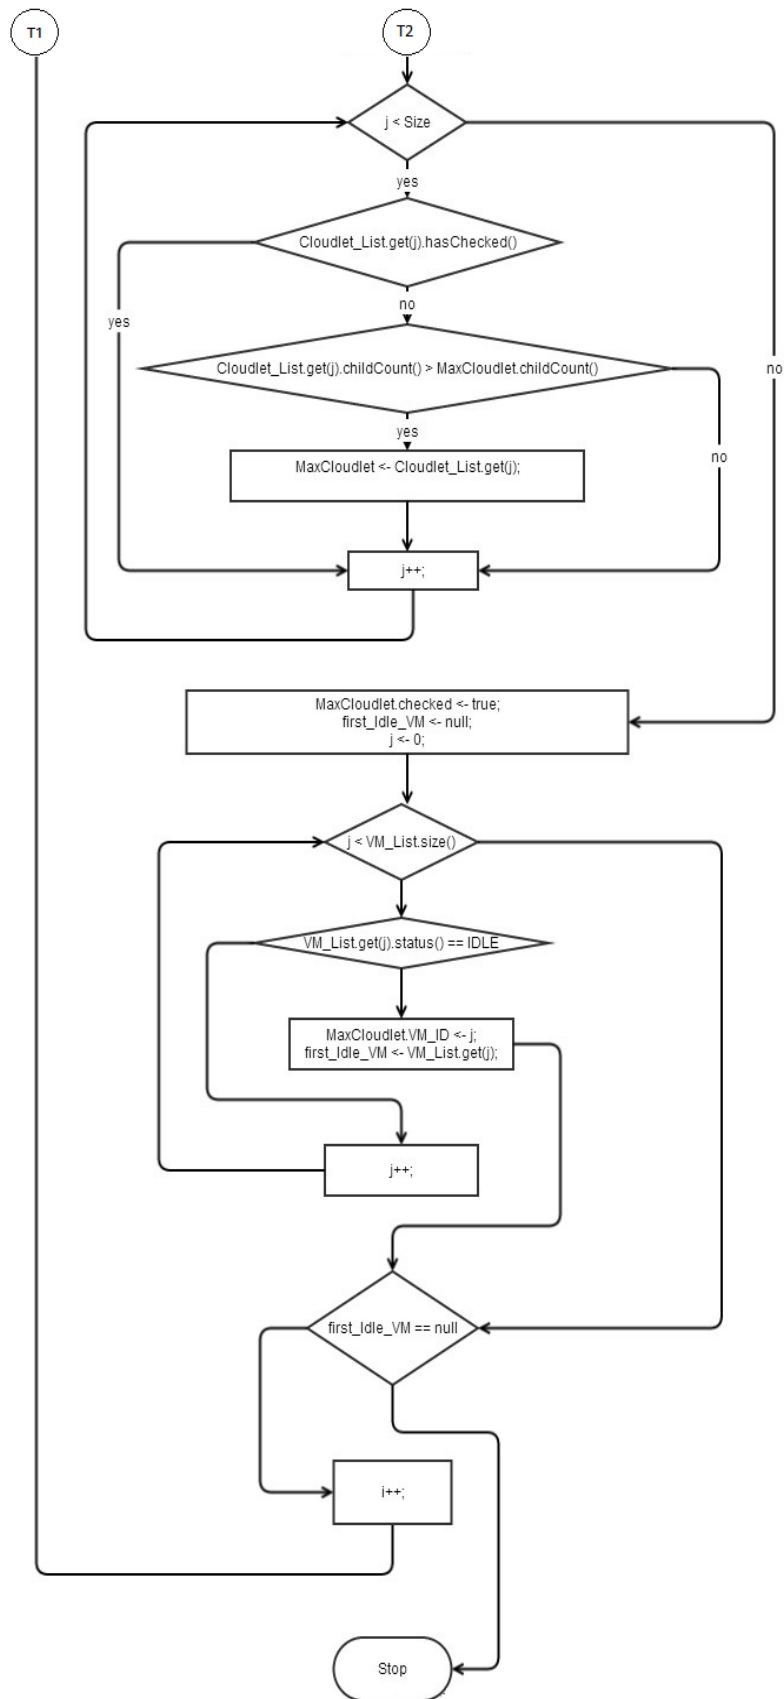 T1
T2
j < Size
yes
Cloudlet_List.get(j).hasChecked()
no
yes
Cloudlet_List.get(j).childCount() > MaxCloudlet.childCount()
no
yes
no
MaxCloudlet <- Cloudlet_List.get(j);
j++;
MaxCloudlet.checked <- true;
first_Idle_VM <- null;
j <- 0;
j < VM_List.size()
VM_List.get(j).status() == IDLE
MaxCloudlet.VM_ID <- j;
first_Idle_VM <- VM_List.get(j);
j++;
first_Idle_VM == null
i++;
Stop